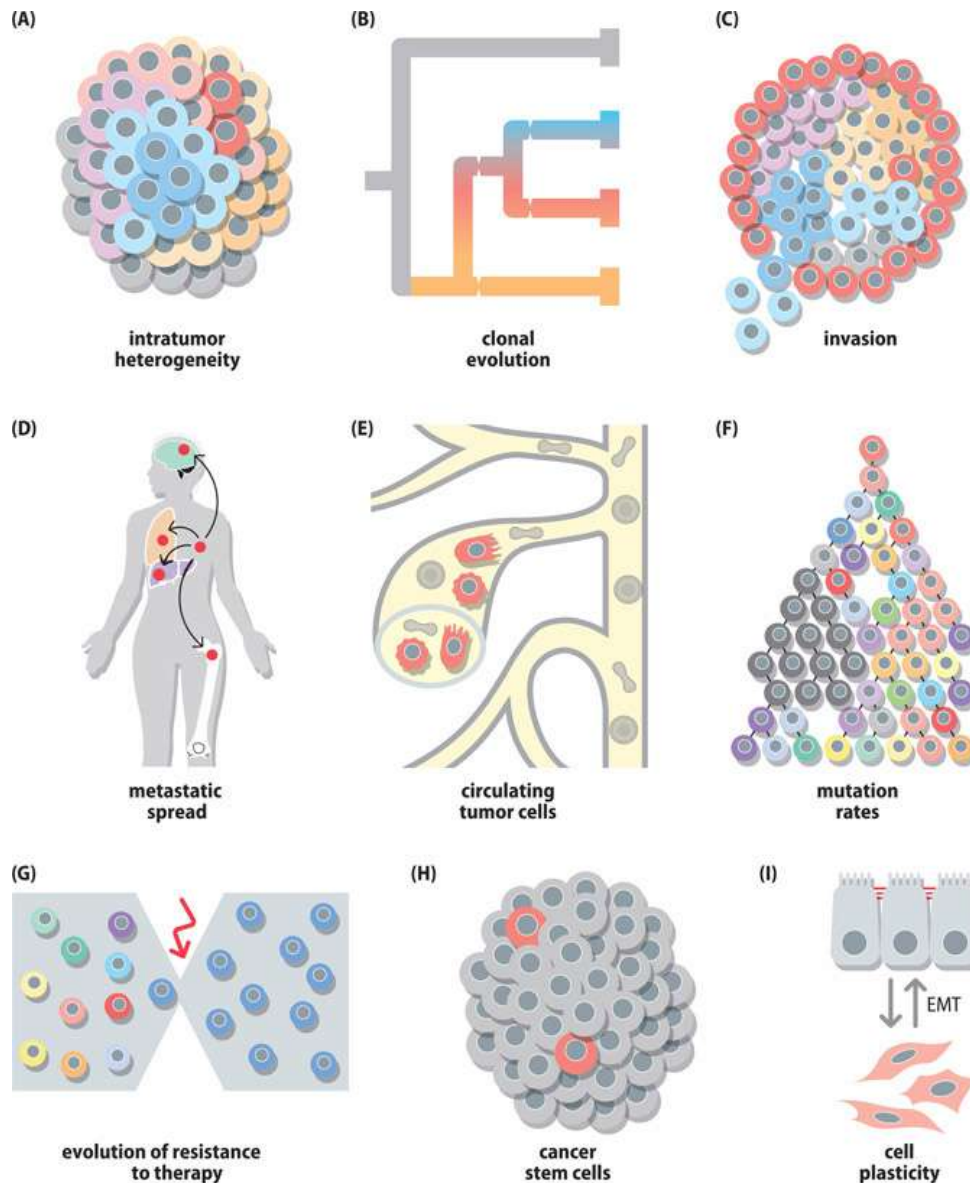 (A)
(B)
(C)
intratumor
heterogeneity
clonal
evolution
invasion
(D)
(E)
(F)
metastatic
spread
circulating
tumor cells
mutation
rates
(G)
(H)
(I)
EMT
evolution of resistance
to therapy
cancer
stem cells
cell
plasticity